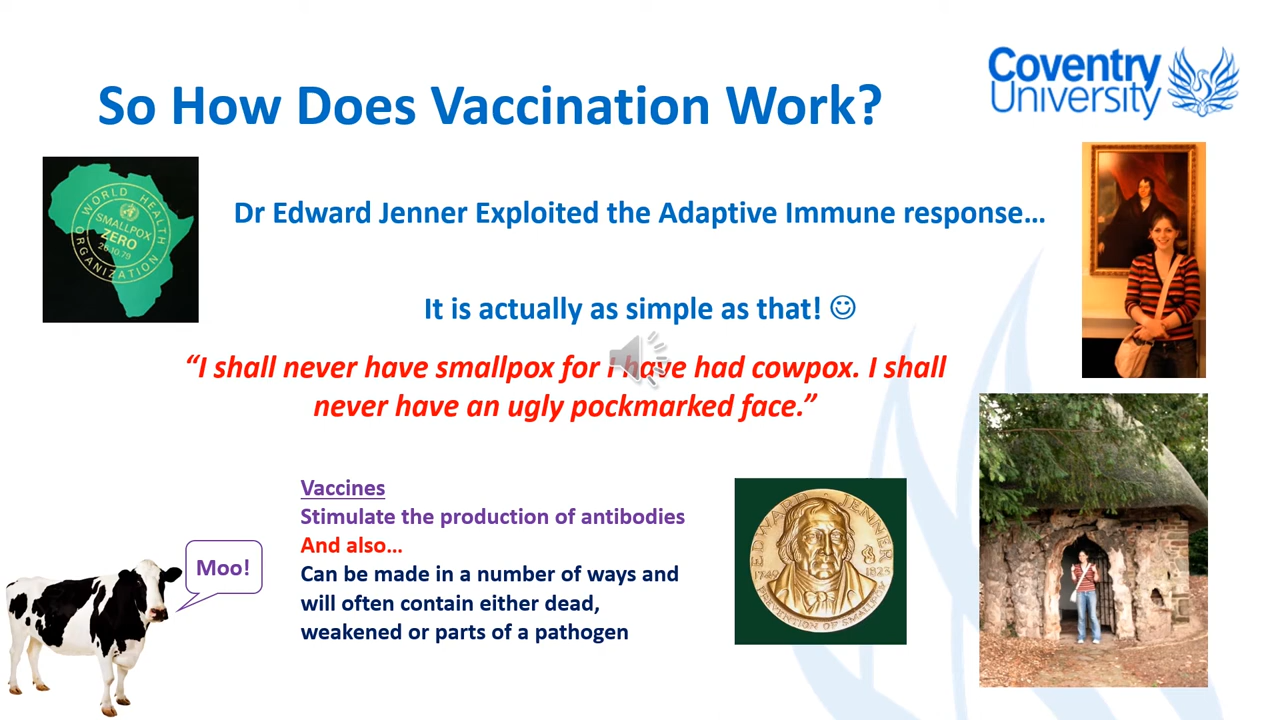 So How Does Vaccination Work?
Coventry
University
WORLD HEALTH
ORGANIZATION
SMALLPOX
ZERO
26.10.79
Dr Edward Jenner Exploited the Adaptive Immune response…
It is actually as simple as that! ☺
“I shall never have smallpox for I have had cowpox. I shall
never have an ugly pockmarked face.”
Vaccines
Stimulate the production of antibodies
And also…
Can be made in a number of ways and
will often contain either dead,
weakened or parts of a pathogen
Moo!
EDWARD JENNER
1749 1823
PREVENTION OF SMALLPOX